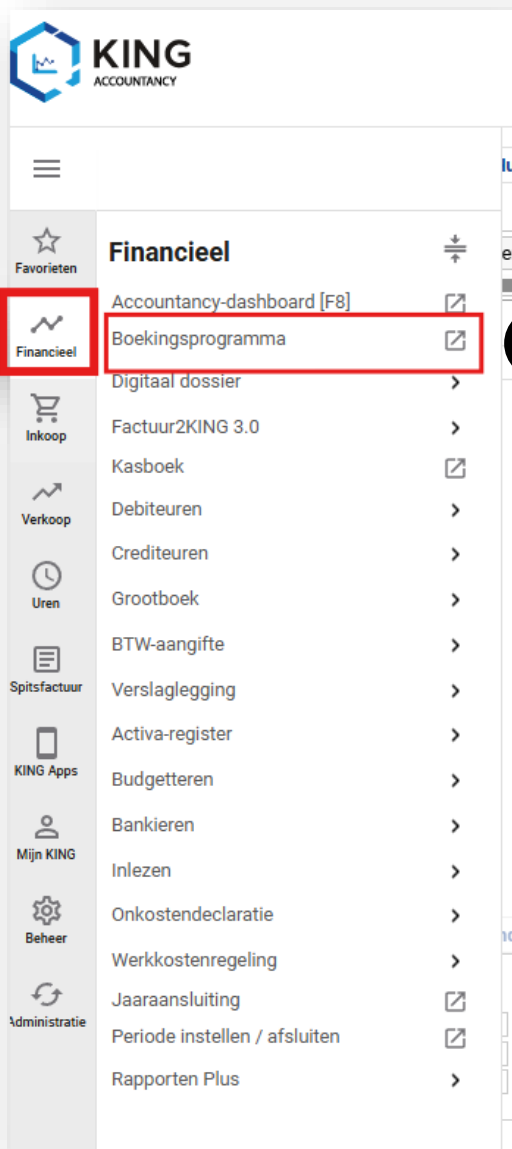 KING
ACCOUNTANCY
Favorieten
Financieel
Inkoop
Verkoop
Uren
Spitsfactuur
KING Apps
Mijn KING
Beheer
Administratie
Financieel
Accountancy-dashboard [F8]
Boekingsprogramma
Digitaal dossier
Factuur2KING 3.0
Kasboek
Debiteuren
Crediteuren
Grootboek
BTW-aangifte
Verslaglegging
Activa-register
Budgetteren
Bankieren
Inlezen
Onkostendeclaratie
Werkkostenregeling
Jaaraansluiting
Periode instellen / afsluiten
Rapporten Plus